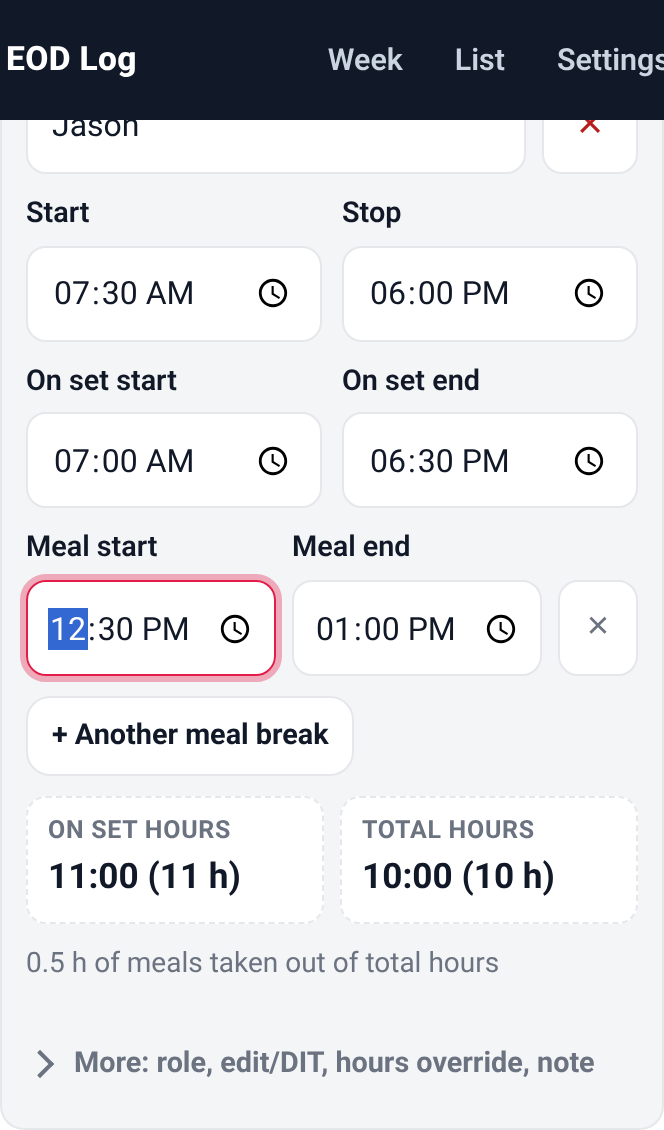 EOD Log Week List Settings
Jason ×
Start Stop
07:30 AM 06:00 PM
On set start On set end
07:00 AM 06:30 PM
Meal start Meal end
12:30 PM 01:00 PM ×
+ Another meal break
ON SET HOURS TOTAL HOURS
11:00 (11 h) 10:00 (10 h)
0.5 h of meals taken out of total hours
More: role, edit/DIT, hours override, note